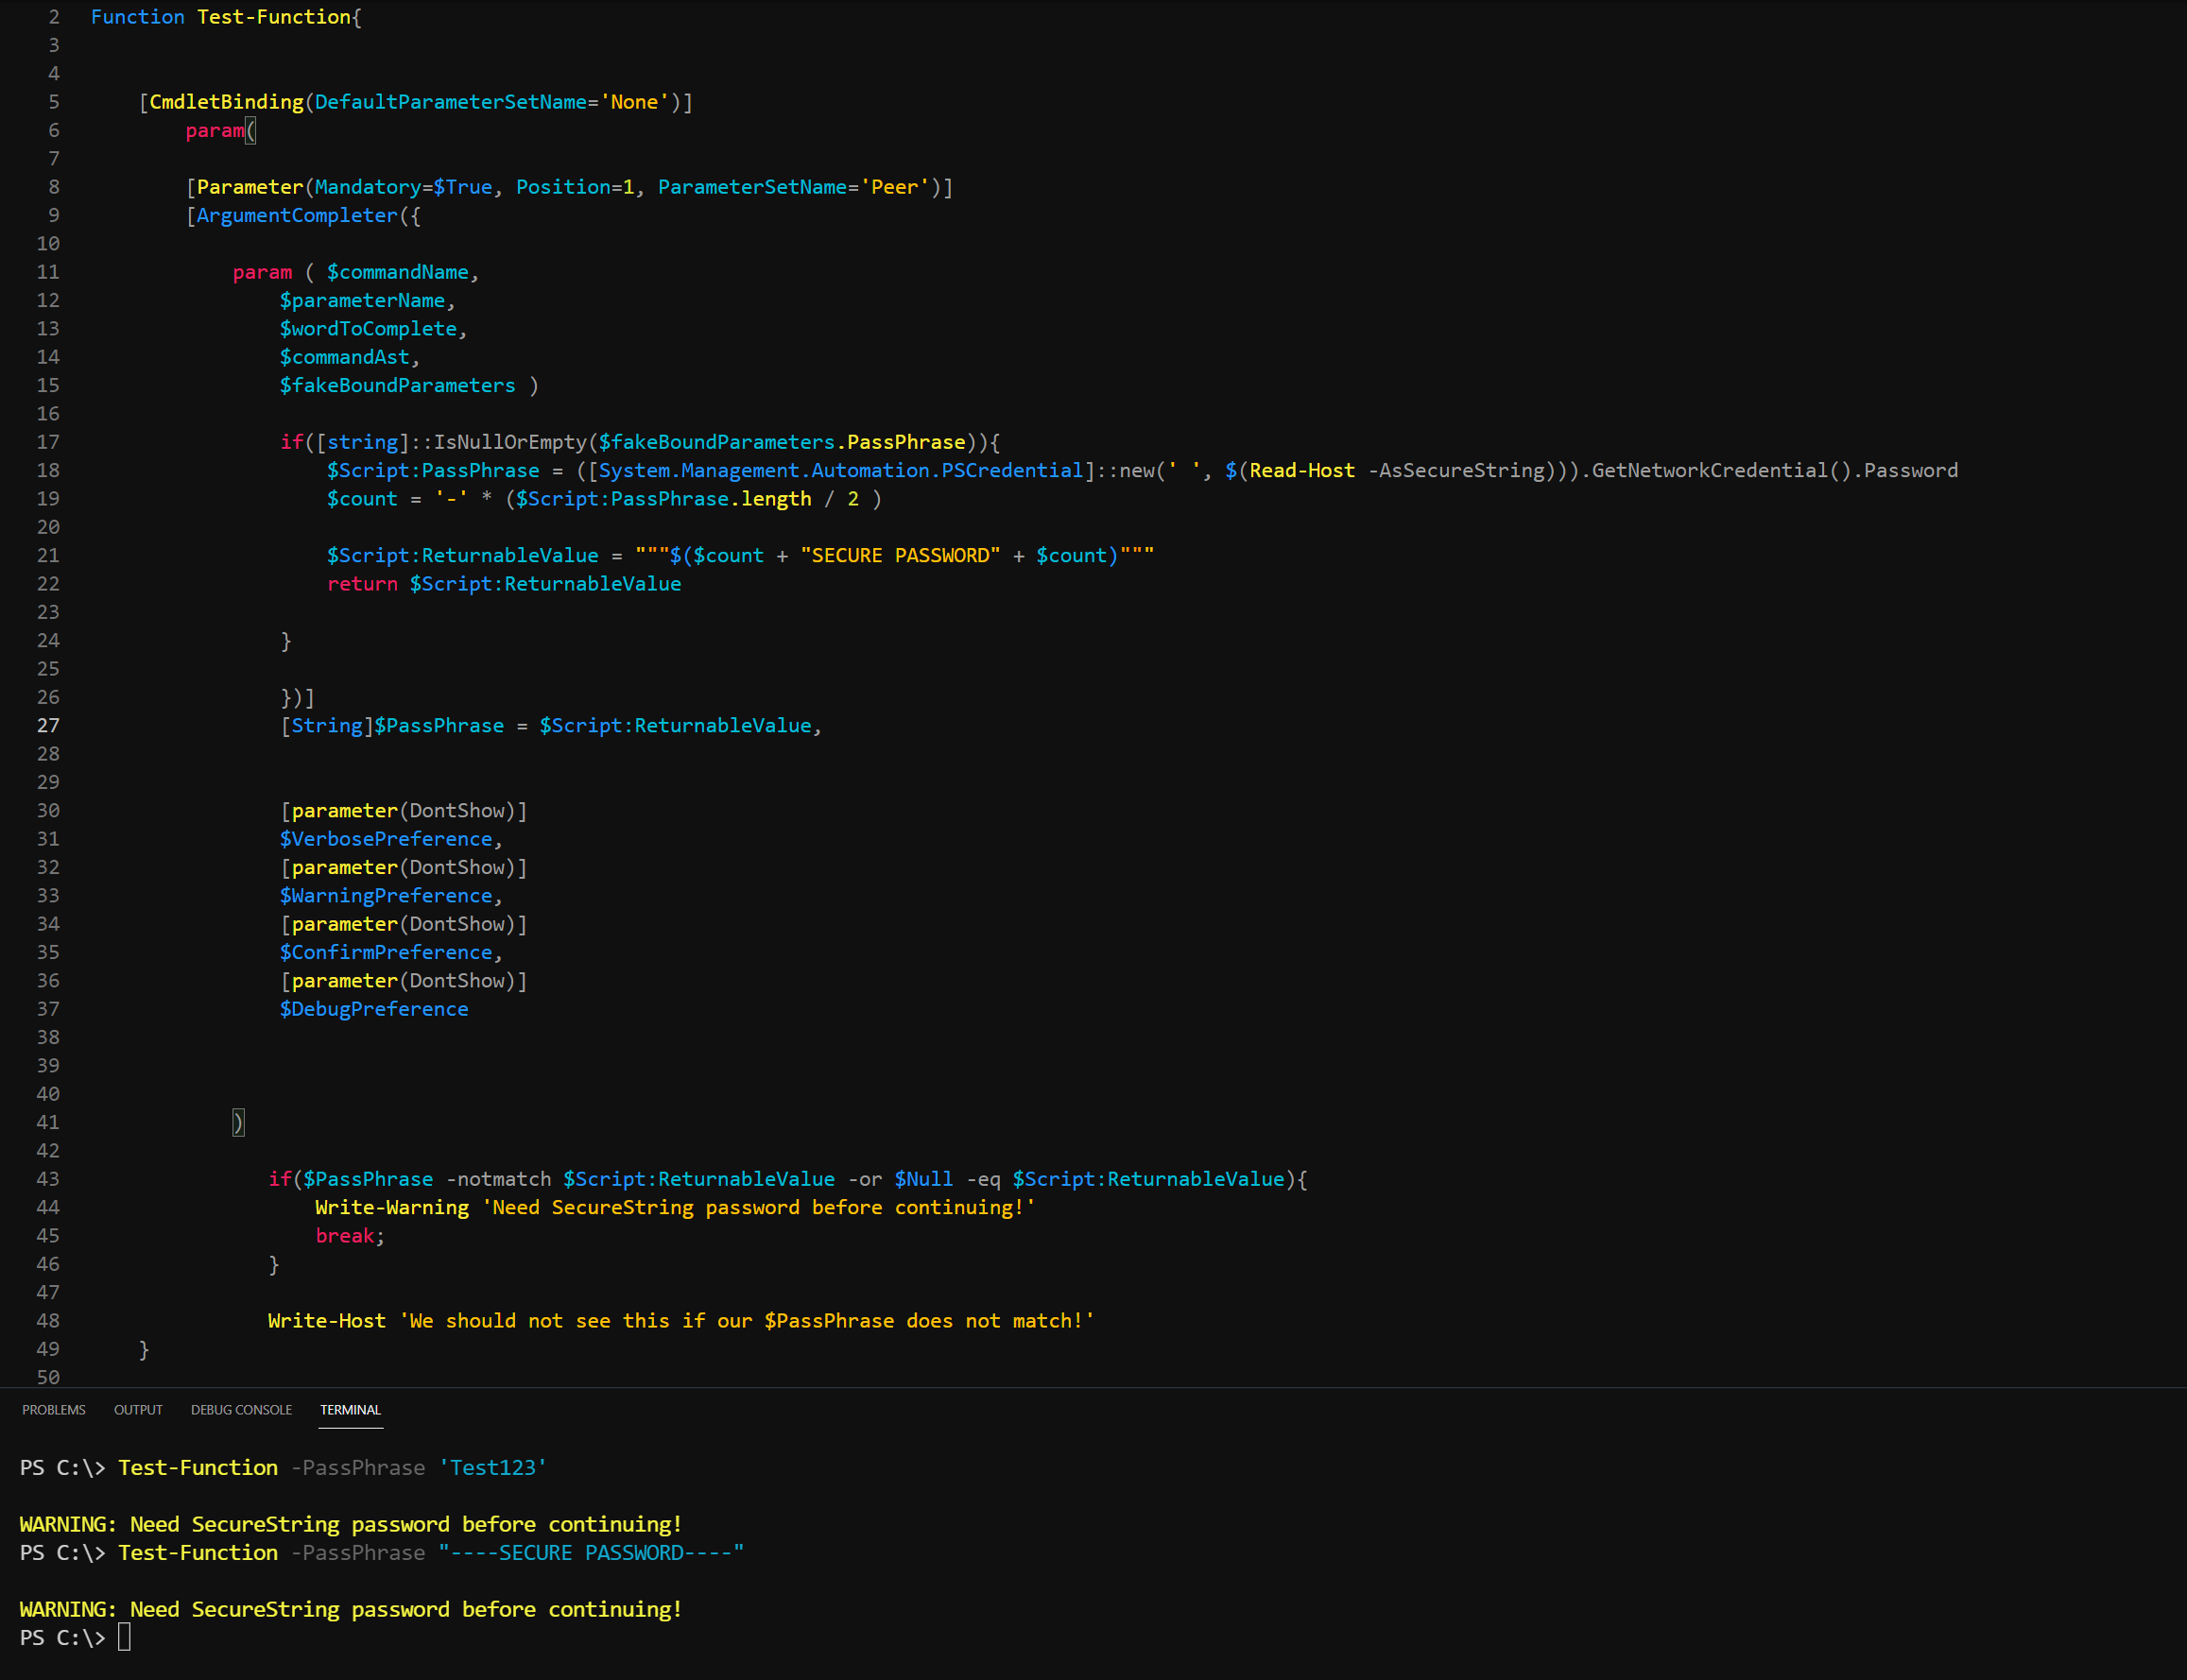 2 Function Test-Function{
3
4
5 [CmdletBinding(DefaultParameterSetName='None')]
6 param(
7
8 [Parameter(Mandatory=$True, Position=1, ParameterSetName='Peer')]
9 [ArgumentCompleter({
10
11 param ( $commandName,
12 $parameterName,
13 $wordToComplete,
14 $commandAst,
15 $fakeBoundParameters )
16
17 if([string]::IsNullOrEmpty($fakeBoundParameters.PassPhrase)){
18 $Script:PassPhrase = ([System.Management.Automation.PSCredential]::new(' ', $(Read-Host -AsSecureString))).GetNetworkCredential().Password
19 $count = '-' * ($Script:PassPhrase.length / 2 )
20
21 $Script:ReturnableValue = """$($count + "SECURE PASSWORD" + $count)"""
22 return $Script:ReturnableValue
23
24 }
25
26 })]
27 [String]$PassPhrase = $Script:ReturnableValue,
28
29
30 [parameter(DontShow)]
31 $VerbosePreference,
32 [parameter(DontShow)]
33 $WarningPreference,
34 [parameter(DontShow)]
35 $ConfirmPreference,
36 [parameter(DontShow)]
37 $DebugPreference
38
39
40
41 )
42
43 if($PassPhrase -notmatch $Script:ReturnableValue -or $Null -eq $Script:ReturnableValue){
44 Write-Warning 'Need SecureString password before continuing!'
45 break;
46 }
47
48 Write-Host 'We should not see this if our $PassPhrase does not match!'
49 }
50
PROBLEMS OUTPUT DEBUG CONSOLE TERMINAL
PS C:\> Test-Function -PassPhrase 'Test123'
WARNING: Need SecureString password before continuing!
PS C:\> Test-Function -PassPhrase "----SECURE PASSWORD----"
WARNING: Need SecureString password before continuing!
PS C:\>